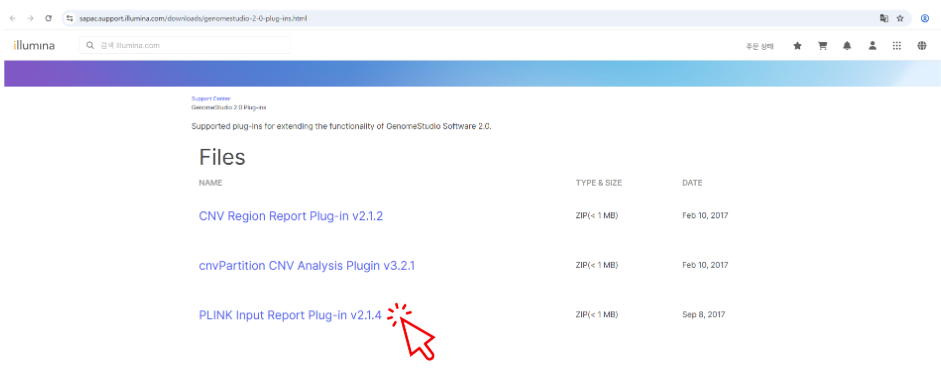 sapac.support.illumina.com/downloads/genomestudio-2-0-plug-ins.html
illumina
검색 Illumina.com
주문 상태
Support Center
GenomeStudio 2.0 Plug-ins
Supported plug-ins for extending the functionality of GenomeStudio Software 2.0.
Files
NAME TYPE & SIZE DATE
CNV Region Report Plug-in v2.1.2 ZIP(< 1 MB) Feb 10, 2017
cnvPartition CNV Analysis Plugin v3.2.1 ZIP(< 1 MB) Feb 10, 2017
PLINK Input Report Plug-in v2.1.4 ZIP(< 1 MB) Sep 8, 2017